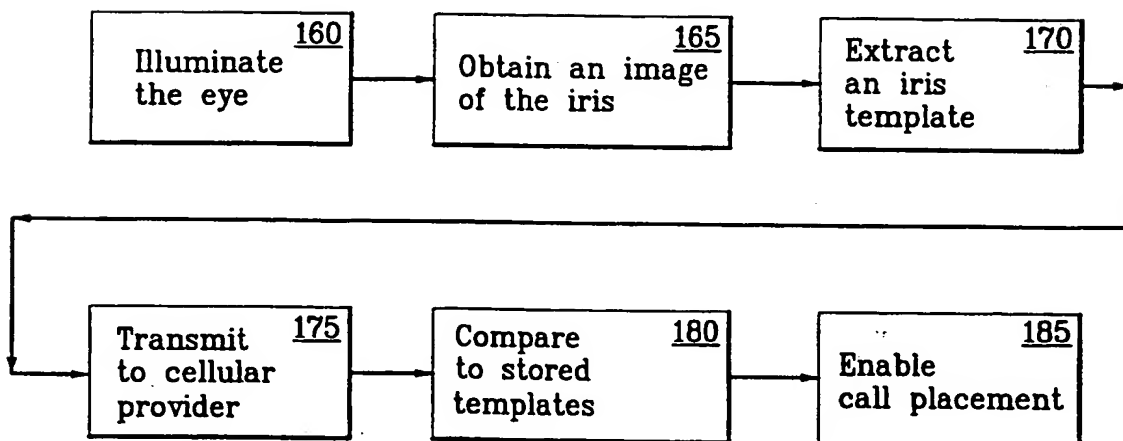 160
Illuminate
the eye
165
Obtain an image
of the iris
170
Extract
an iris
template
175
Transmit
to cellular
provider
180
Compare
to stored
templates
185
Enable
call placement